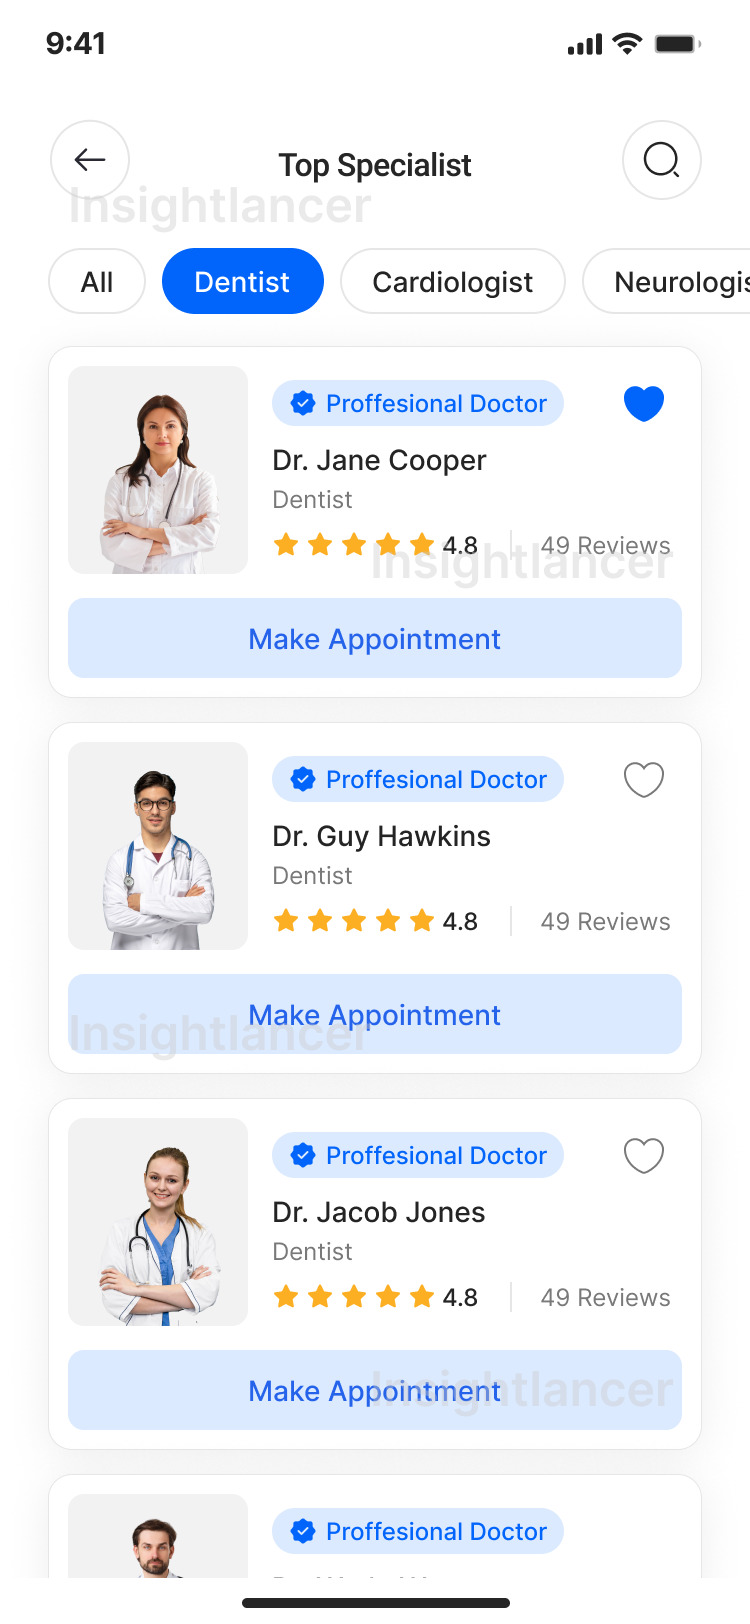 9:41
Top Specialist
Insightlancer
All Dentist Cardiologist Neurologis
Proffesional Doctor
Dr. Jane Cooper
Dentist
4.8 49 Reviews
Insightlancer
Make Appointment
Proffesional Doctor
Dr. Guy Hawkins
Dentist
4.8 49 Reviews
Make Appointment
Insightlancer
Proffesional Doctor
Dr. Jacob Jones
Dentist
4.8 49 Reviews
Make Appointment
Insightlancer
Proffesional Doctor